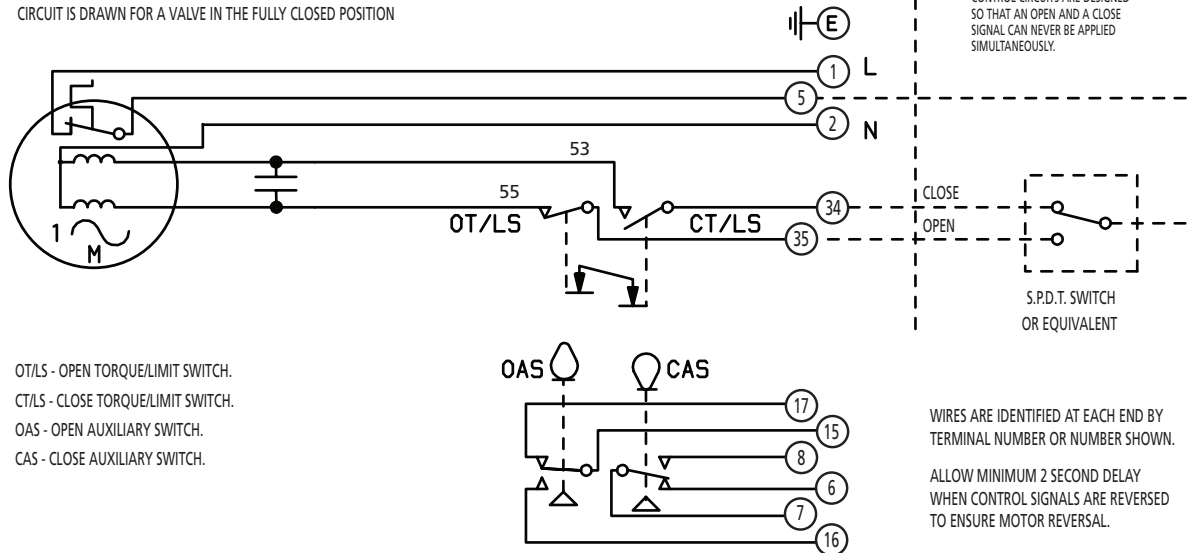 CIRCUIT IS DRAWN FOR A VALVE IN THE FULLY CLOSED POSITION
CONTROL CIRCUITS ARE DESIGNED
SO THAT AN OPEN AND A CLOSE
SIGNAL CAN NEVER BE APPLIED
SIMULTANEOUSLY.
E
1 L
5
2 N
53
55
OT/LS
CT/LS
34
35
CLOSE
OPEN
1
M
S.P.D.T. SWITCH
OR EQUIVALENT
OT/LS - OPEN TORQUE/LIMIT SWITCH.
CT/LS - CLOSE TORQUE/LIMIT SWITCH.
OAS - OPEN AUXILIARY SWITCH.
CAS - CLOSE AUXILIARY SWITCH.
OAS
CAS
17
15
8
6
7
16
WIRES ARE IDENTIFIED AT EACH END BY
TERMINAL NUMBER OR NUMBER SHOWN.
ALLOW MINIMUM 2 SECOND DELAY
WHEN CONTROL SIGNALS ARE REVERSED
TO ENSURE MOTOR REVERSAL.